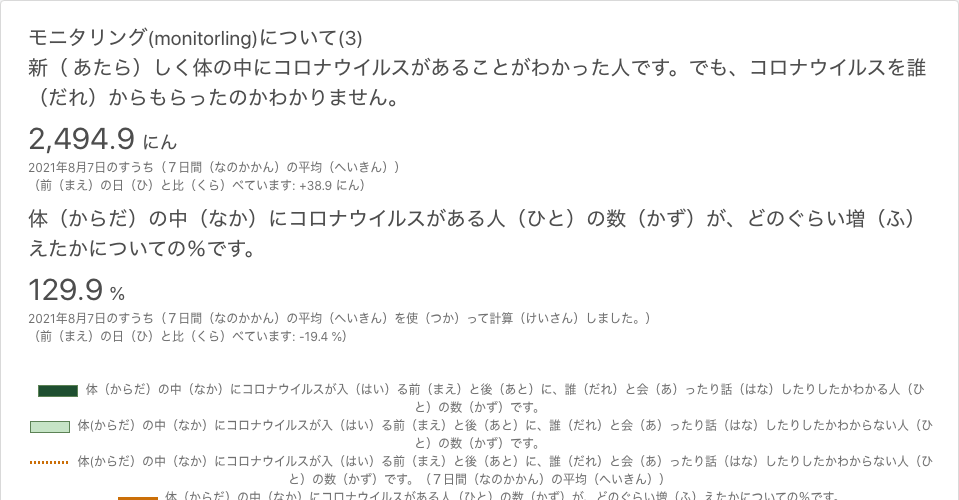 モニタリング(monitorling)について(3)
新（ あたら）しく体の中にコロナウイルスがあることがわかった人です。でも、コロナウイルスを誰
（だれ）からもらったのかわかりません。
2,494.9 にん
2021年8月7日のすうち（７日間（なのかかん）の平均（へいきん））
（前（まえ）の日（ひ）と比（くら）べています: +38.9 にん）
体（からだ）の中（なか）にコロナウイルスがある人（ひと）の数（かず）が、どのぐらい増（ふ）
えたかについての％です。
129.9 %
2021年8月7日のすうち（７日間（なのかかん）の平均（へいきん）を使（つか）って計算（けいさん）しました。）
（前（まえ）の日（ひ）と比（くら）べています: -19.4 %）
体（からだ）の中（なか）にコロナウイルスが入（はい）る前（まえ）と後（あと）に、誰（だれ）と会（あ）ったり話（はな）したりしたかわかる人（ひ
と）の数（かず）です。
体(からだ）の中（なか）にコロナウイルスが入（はい）る前（まえ）と後（あと）に、誰（だれ）と会（あ）ったり話（はな）したりしたかわからない人（ひ
と）の数（かず）です。
体(からだ）の中（なか）にコロナウイルスが入（はい）る前（まえ）と後（あと）に、誰（だれ）と会（あ）ったり話（はな）したりしたかわからない人（ひ
と）の数（かず）です。（７日間（なのかかん）の平均（へいきん））
体（からだ）の中（なか）にコロナウイルスがある人（ひと）の数（かず）が、どのぐらい増（ふ）えたかについての％です。